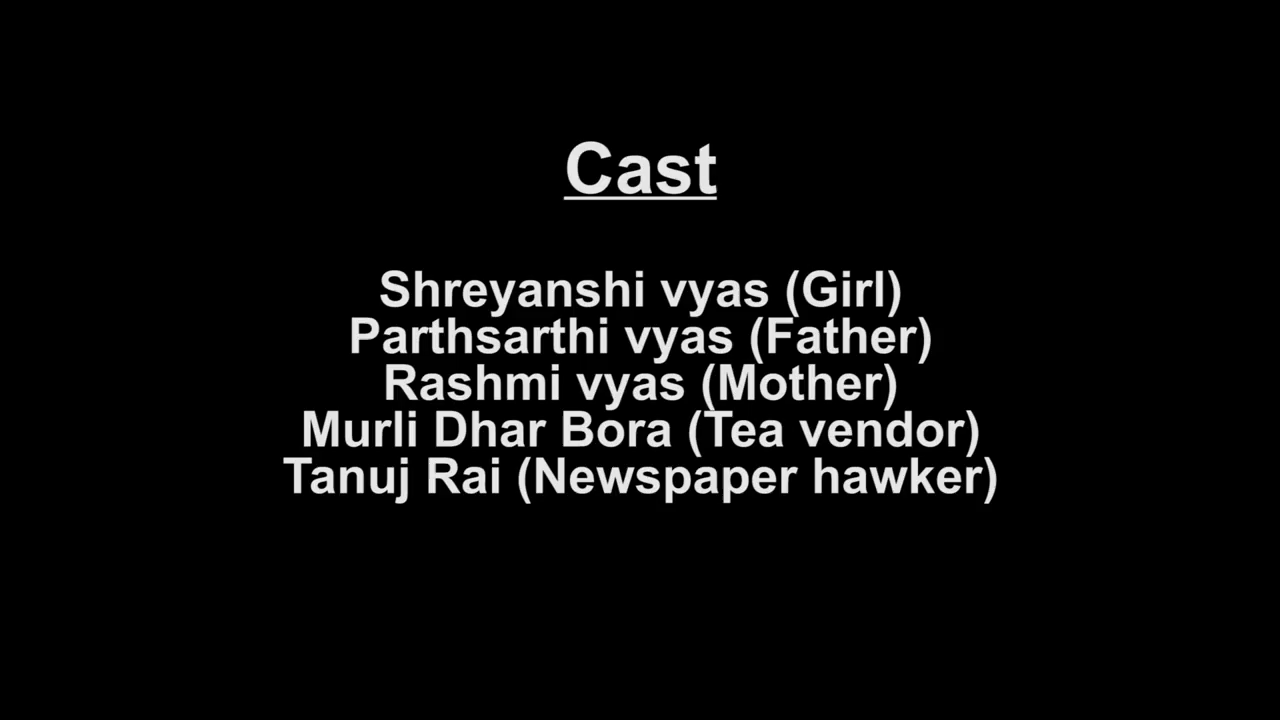 Cast
Shreyanshi vyas (Girl)
Parthsarthi vyas (Father)
Rashmi vyas (Mother)
Murli Dhar Bora (Tea vendor)
Tanuj Rai (Newspaper hawker)